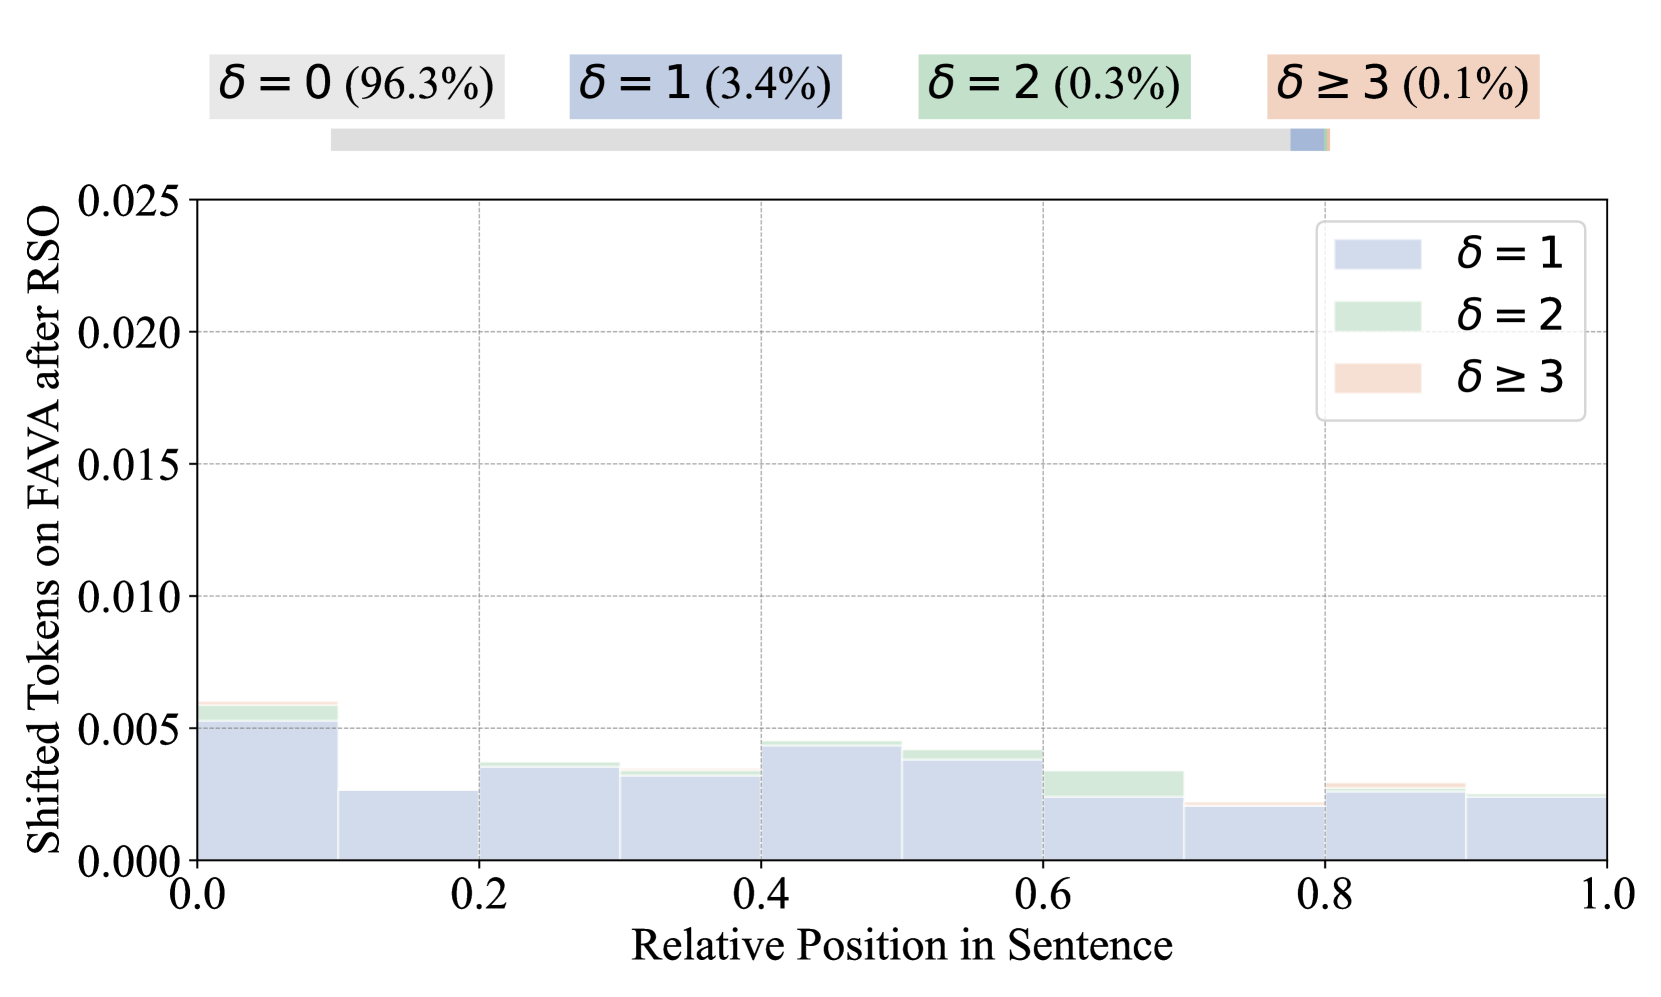 δ = 0 (96.3%) δ = 1 (3.4%) δ = 2 (0.3%) δ ≥ 3 (0.1%)
Shifted Tokens on FAVA after RSO
0.025
0.020
0.015
0.010
0.005
0.000
δ = 1
δ = 2
δ ≥ 3
0.0 0.2 0.4 0.6 0.8 1.0
Relative Position in Sentence